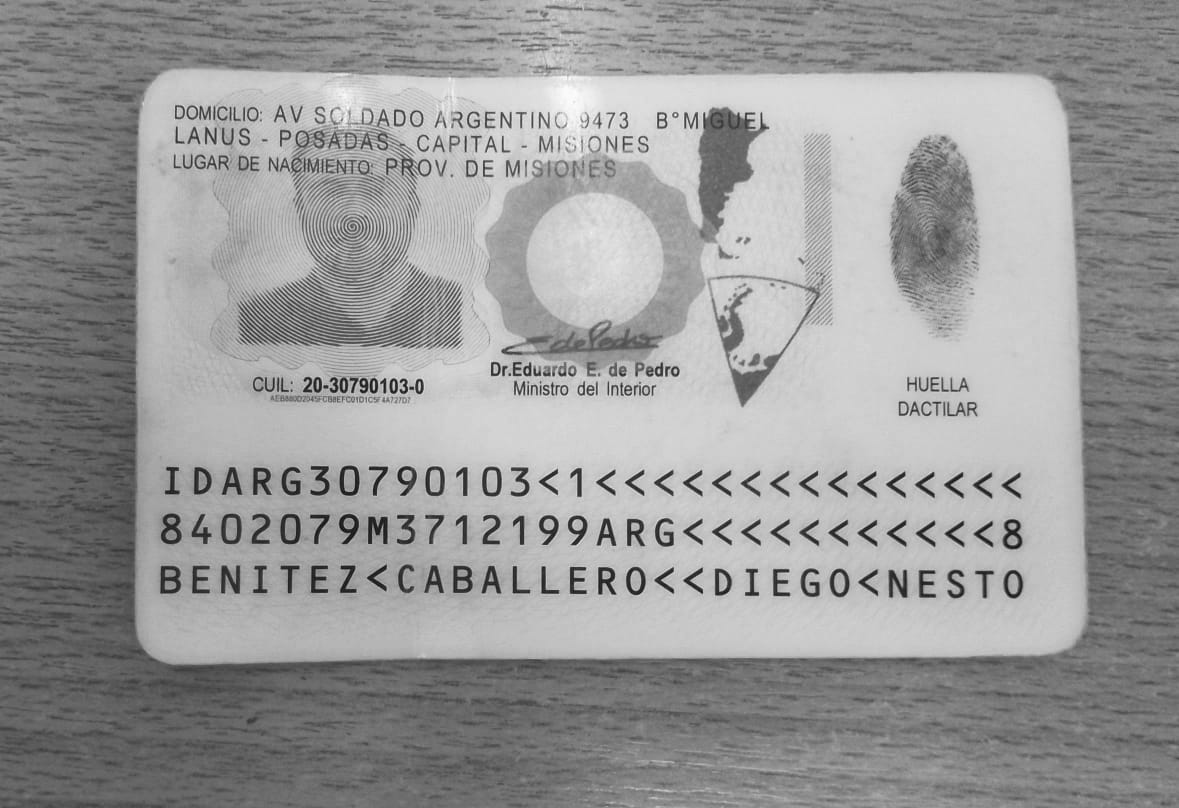 DOMICILIO: AV SOLDADO ARGENTINO 9473 B°MIGUEL
LANUS - POSADAS - CAPITAL - MISIONES
LUGAR DE NACIMIENTO: PROV. DE MISIONES
CUIL: 20-30790103-0
Dr.Eduardo E. de Pedro
Ministro del Interior
HUELLA
DACTILAR
IDARG30790103<1<<<<<<<<<<<<<<<
8402079M3712199ARG<<<<<<<<<<<8
BENITEZ<CABALLERO<<DIEGO<NESTO